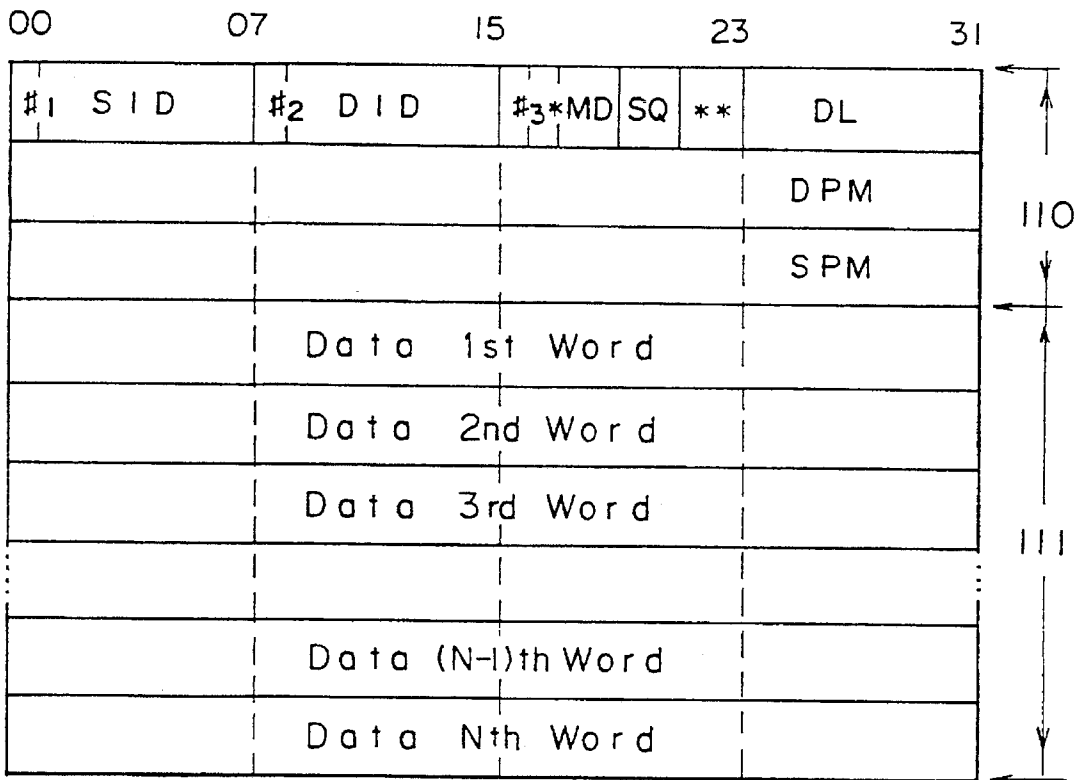 00 07 15 23 31
#1 SID #2 DID #3 * MD SQ ** DL
DPM
110
SPM
Data 1st Word
Data 2nd Word
Data 3rd Word
111
Data (N-1)th Word
Data Nth Word